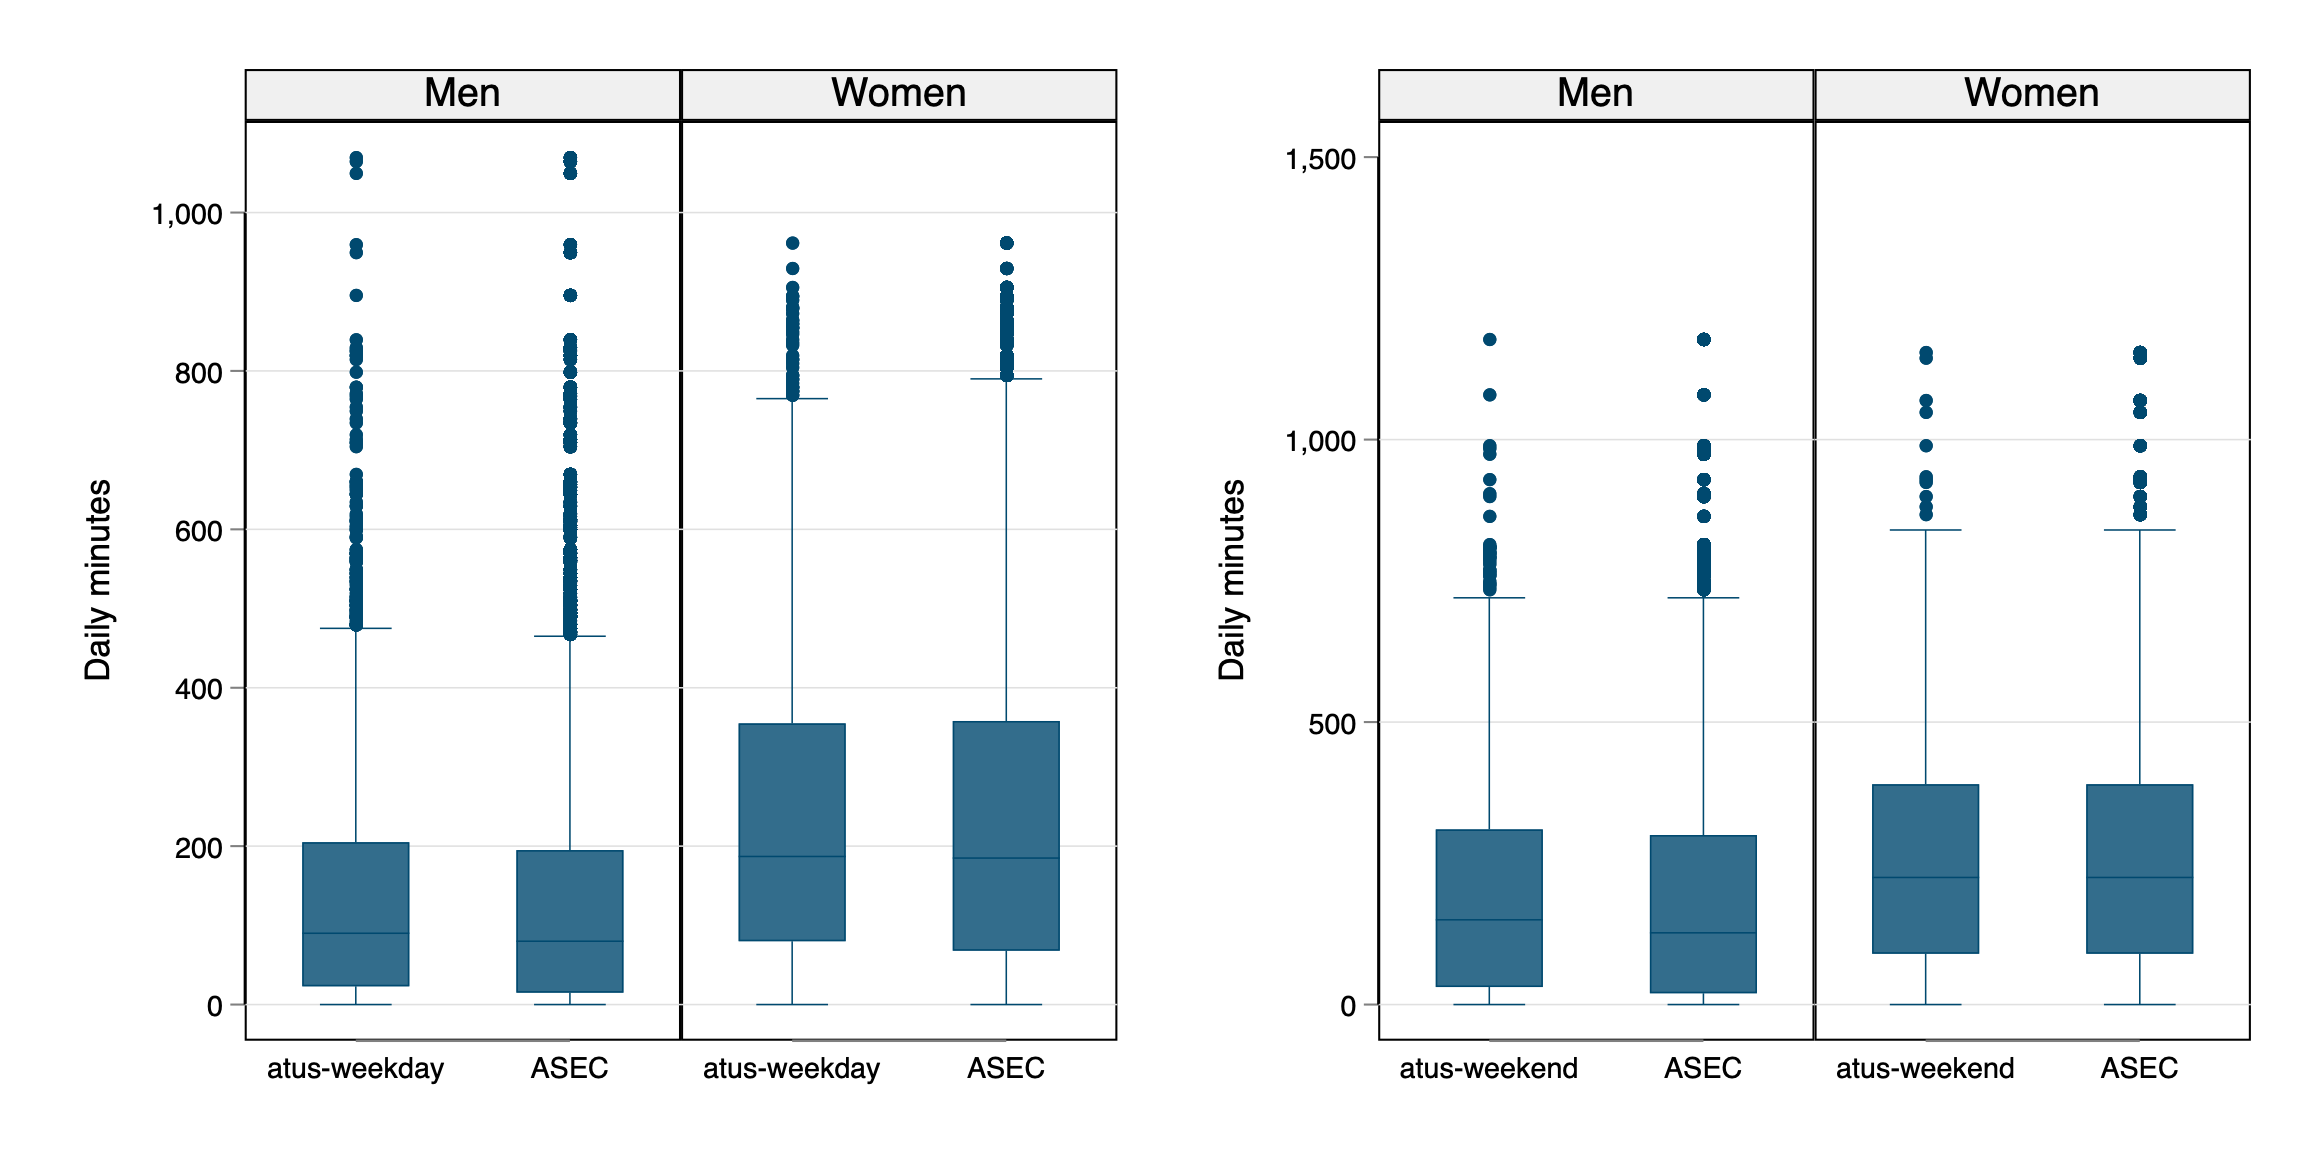 Men Women
1,000
800
600
400
200
0
Daily minutes
atus-weekday ASEC atus-weekday ASEC
Men Women
1,500
1,000
500
0
Daily minutes
atus-weekend ASEC atus-weekend ASEC